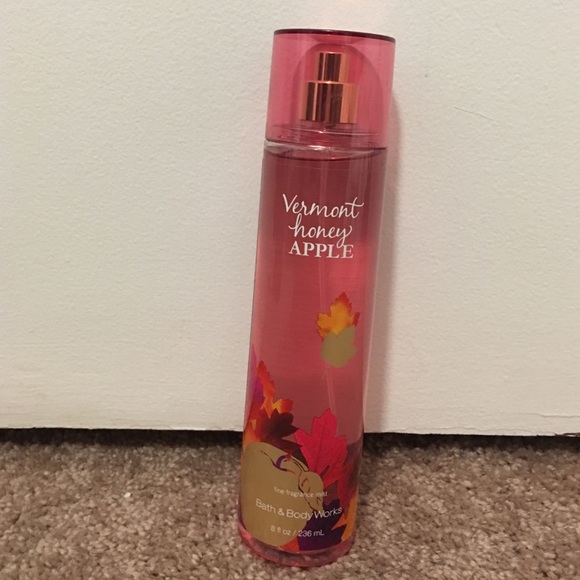 Vermont
honey
APPLE
fine fragrance mist
Bath & Body Works
8 fl oz / 236 mL